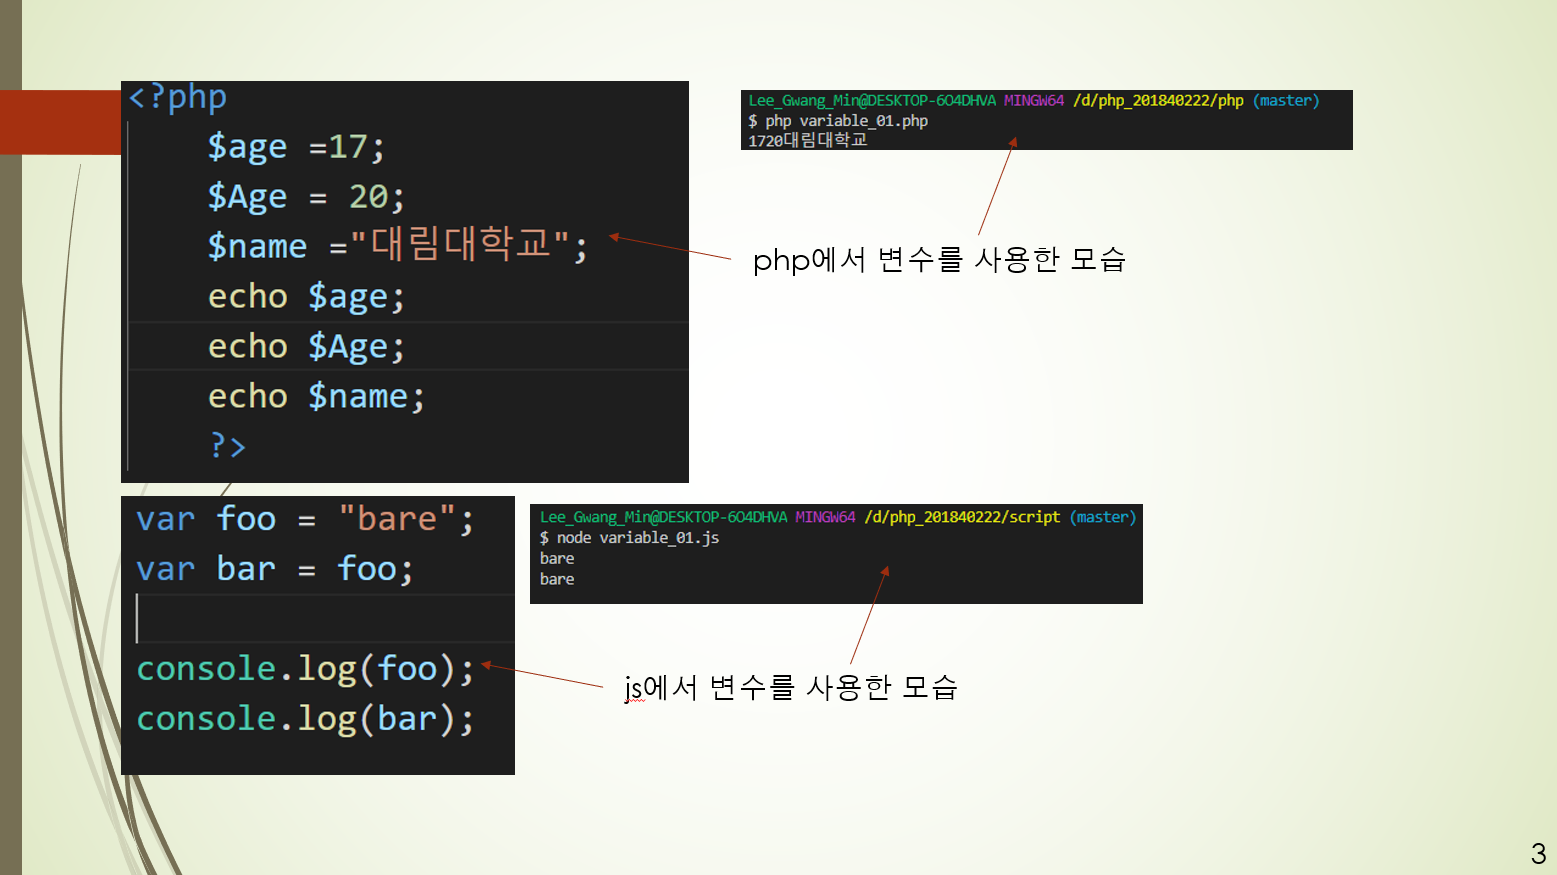 <?php
$age =17;
$Age = 20;
$name ="대림대학교";
echo $age;
echo $Age;
echo $name;
?>
Lee_Gwang_Min@DESKTOP-6O4DHVA MINGW64 /d/php_201840222/php (master)
$ php variable_01.php
1720대림대학교
php에서 변수를 사용한 모습
var foo = "bare";
var bar = foo;
console.log(foo);
console.log(bar);
Lee_Gwang_Min@DESKTOP-6O4DHVA MINGW64 /d/php_201840222/script (master)
$ node variable_01.js
bare
bare
js에서 변수를 사용한 모습
3